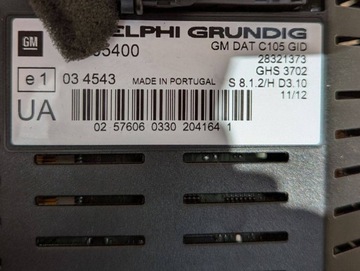 ELPHI GRUNDIG
GM
5400
GM DAT C105 GID
28321373
GHS 3702
e1
03 4543
MADE IN PORTUGAL
S 8.1.2/H D3.10
11/12
UA
02 57606 0330 204164 1